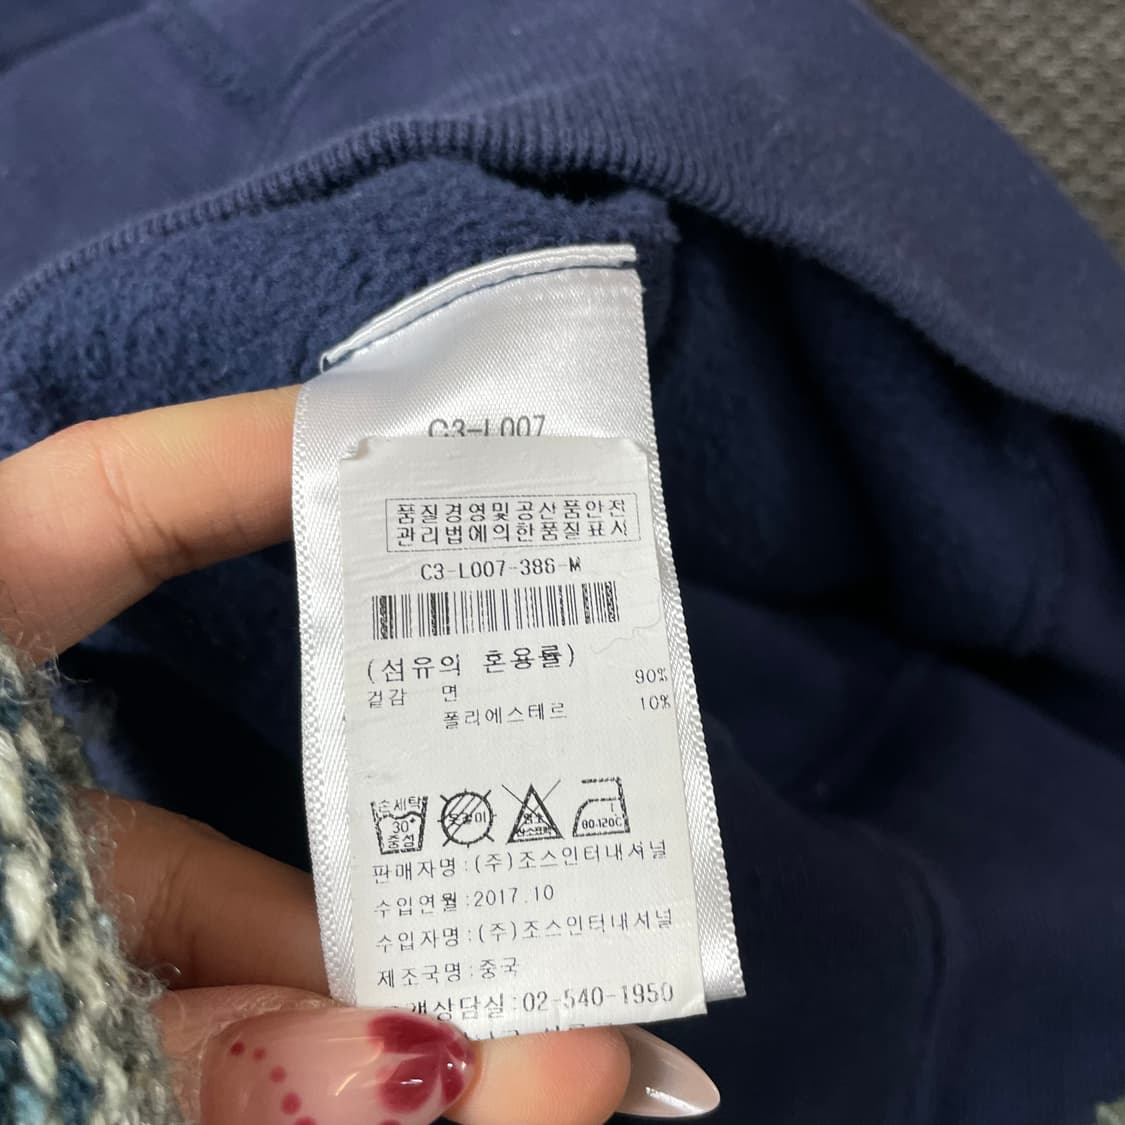 C3-L007
품질경영및공산품안전
관리법에의한품질표시
C3-L007-386-M
(섬유의 혼용률)
겉감 면 90%
폴리에스테르 10%
손세탁
30°
중성
80-120℃
판매자명:(주)조스인터내셔널
수입연월:2017.10
수입자명:(주)조스인터내셔널
제조국명:중국
객상담실:02-540-1950